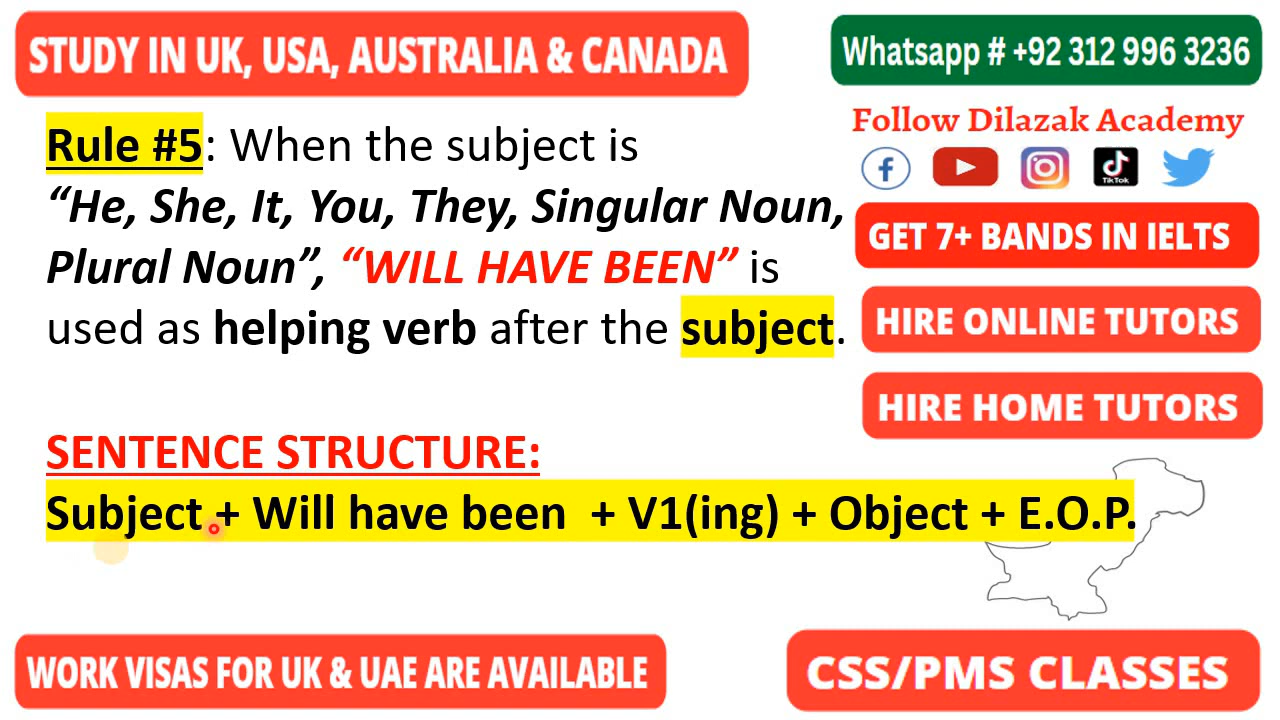 STUDY IN UK, USA, AUSTRALIA & CANADA
Whatsapp # +92 312 996 3236
Rule #5: When the subject is
“He, She, It, You, They, Singular Noun,
Plural Noun”, “WILL HAVE BEEN” is
used as helping verb after the subject.
Follow Dilazak Academy
TikTok
GET 7+ BANDS IN IELTS
HIRE ONLINE TUTORS
HIRE HOME TUTORS
SENTENCE STRUCTURE:
Subject + Will have been + V1(ing) + Object + E.O.P.
WORK VISAS FOR UK & UAE ARE AVAILABLE
CSS/PMS CLASSES